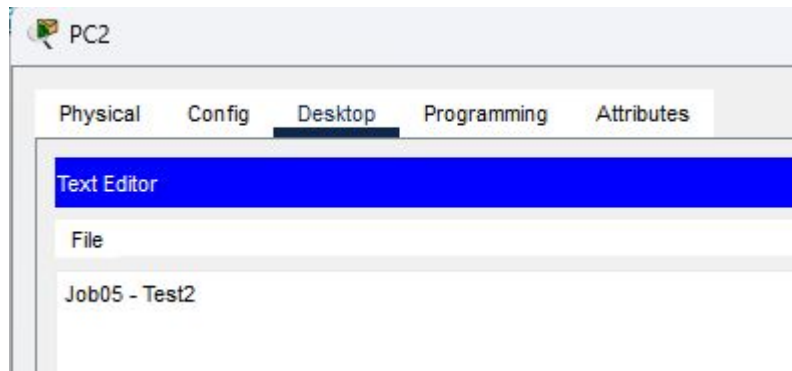 PC2
Physical Config Desktop Programming Attributes
Text Editor
File
Job05 - Test2